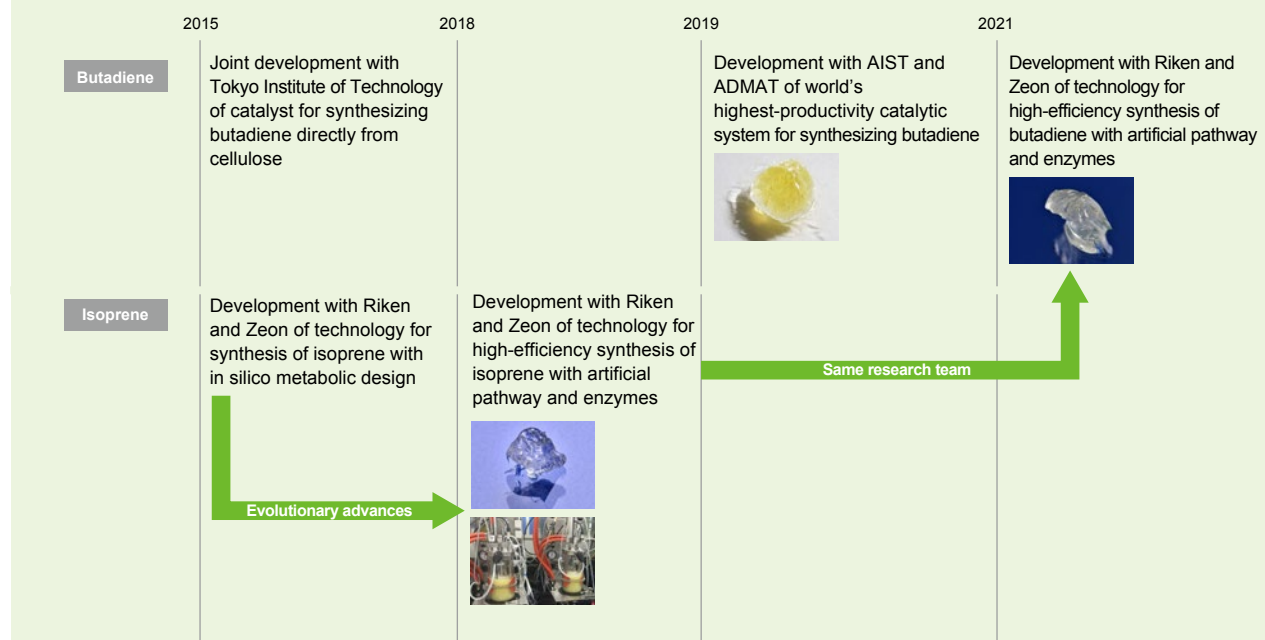 2015
2018
2019
2021
Butadiene
Joint development with
Tokyo Institute of Technology
of catalyst for synthesizing
butadiene directly from
cellulose
Development with AIST and
ADMAT of world's
highest-productivity catalytic
system for synthesizing butadiene
Development with Riken and
Zeon of technology for
high-efficiency synthesis of
butadiene with artificial pathway
and enzymes
Isoprene
Development with Riken
and Zeon of technology for
synthesis of isoprene with
in silico metabolic design
Development with Riken
and Zeon of technology for
high-efficiency synthesis of
isoprene with artificial
pathway and enzymes
Same research team
Evolutionary advances